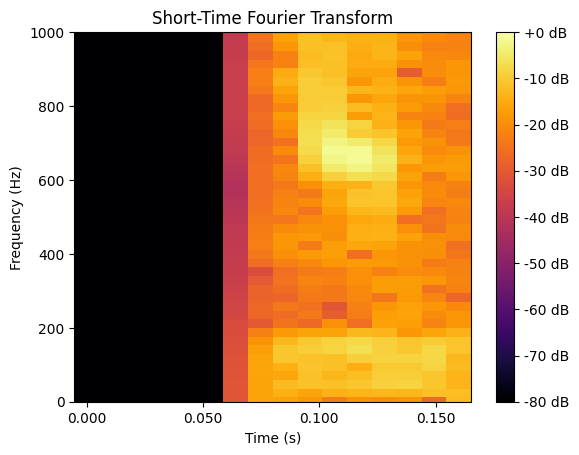 Short-Time Fourier Transform
Frequency (Hz)
1000
800
600
400
200
0
0.000
0.050
0.100
0.150
Time (s)
+0 dB
-10 dB
-20 dB
-30 dB
-40 dB
-50 dB
-60 dB
-70 dB
-80 dB